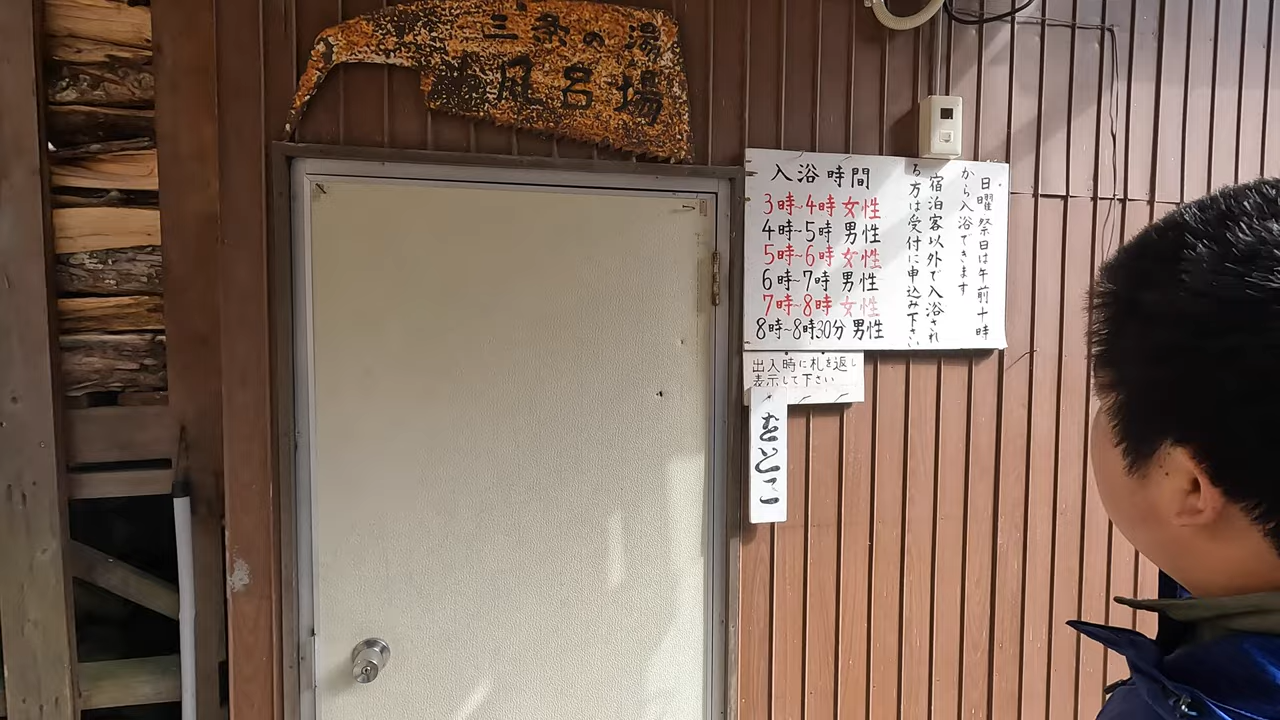 三条の湯
風呂場
入浴時間
3時~4時 女性
4時~5時 男性
5時~6時 女性
6時~7時 男性
7時~8時 女性
8時~8時30分 男性
日曜祭日は午前十時
から入浴できます
宿泊客以外で入浴され
る方は受付に申込み下さい
出入時に札を返し
表示して下さい
をとこ